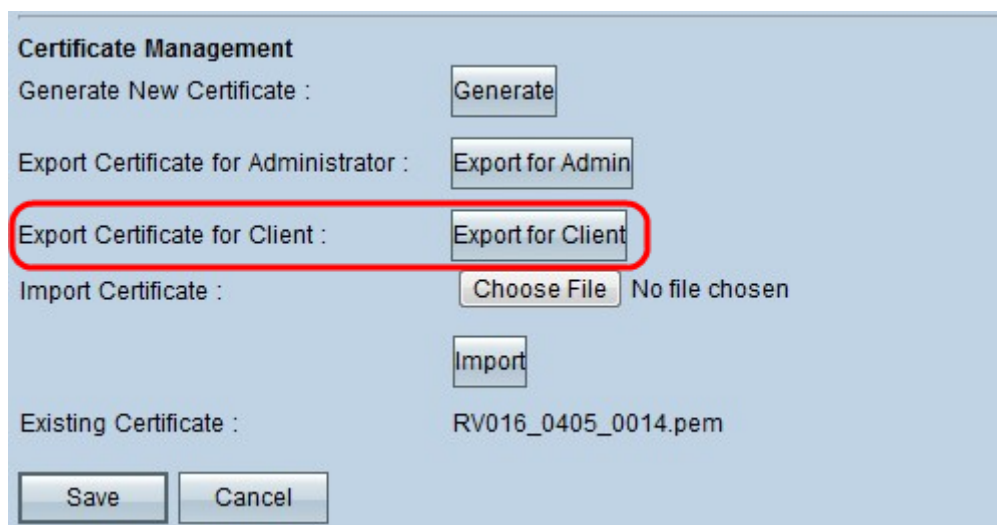 Certificate Management
Generate New Certificate : Generate
Export Certificate for Administrator : Export for Admin
Export Certificate for Client : Export for Client
Import Certificate : Choose File No file chosen
Import
Existing Certificate : RV016_0405_0014.pem
Save Cancel